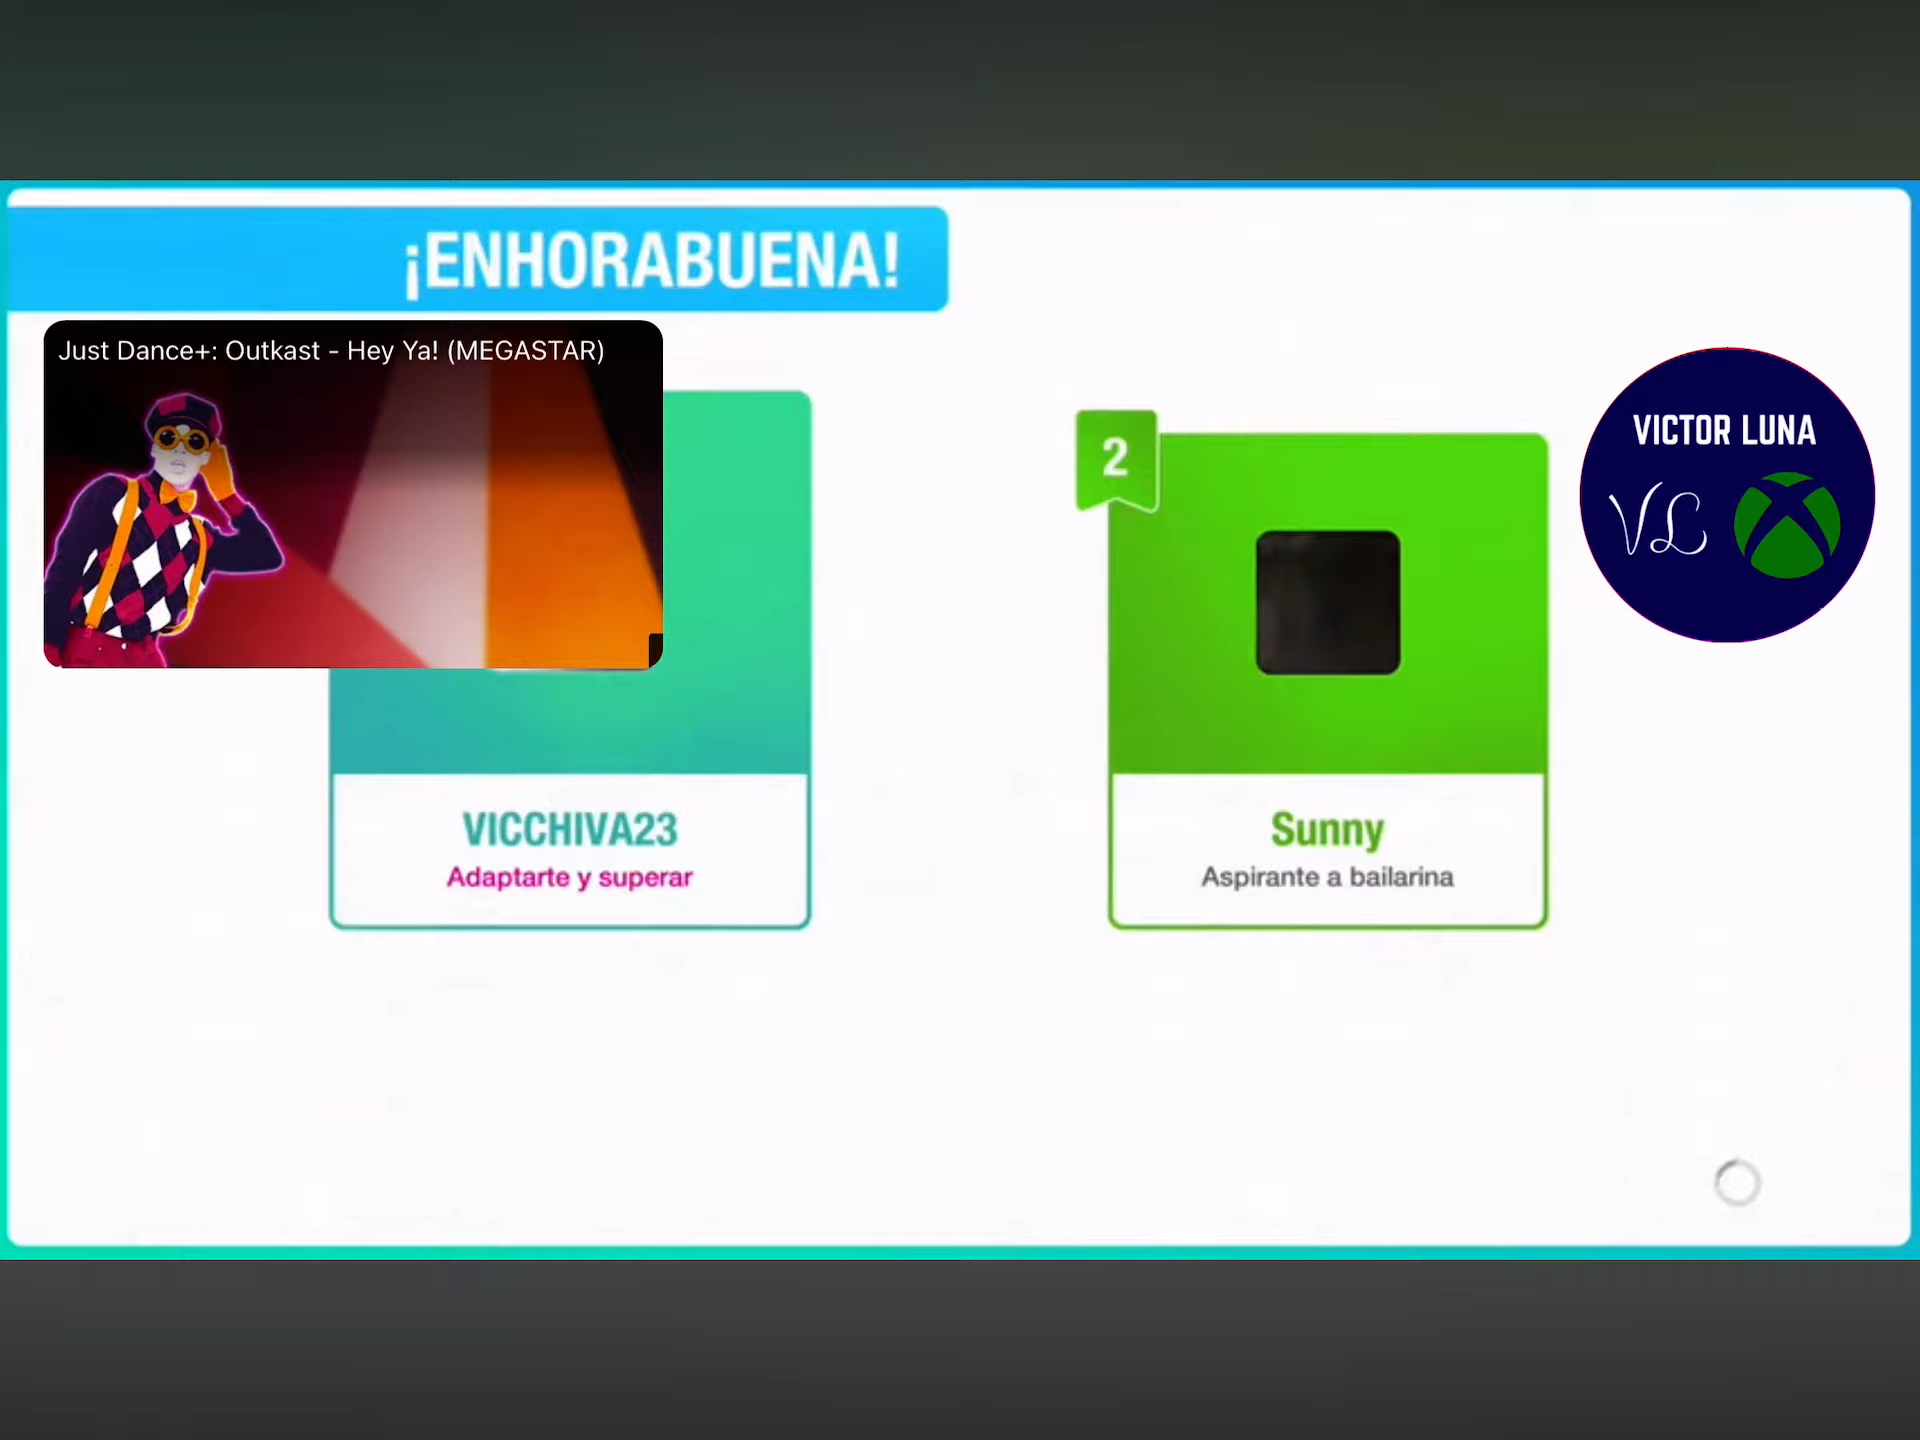 ¡ENHORABUENA!
Just Dance+: Outkast - Hey Ya! (MEGASTAR)
2
VICTOR LUNA
VL
VICCHIVA23
Adaptarte y superar
Sunny
Aspirante a bailarina